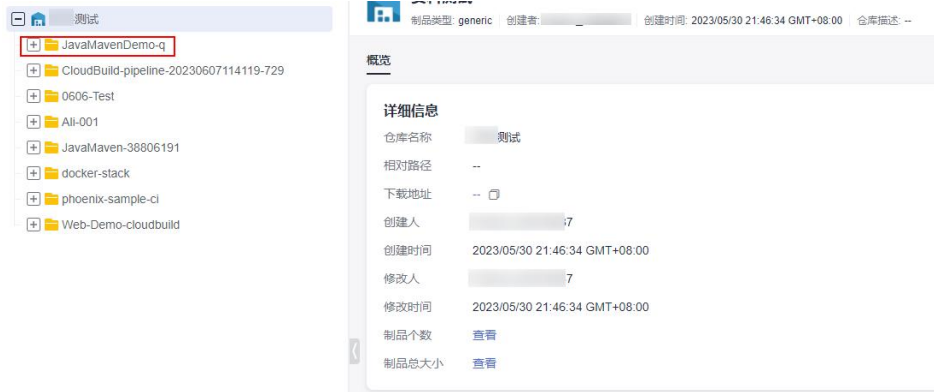 测试
JavaMavenDemo-q
CloudBuild-pipeline-20230607114119-729
0606-Test
Ali-001
JavaMaven-38806191
docker-stack
phoenix-sample-ci
Web-Demo-cloudbuild
制品类型: generic 创建者: _ 创建时间: 2023/05/30 21:46:34 GMT+08:00 仓库描述: --
概览
详细信息
仓库名称 测试
相对路径 --
下载地址 --
创建人 37
创建时间 2023/05/30 21:46:34 GMT+08:00
修改人 7
修改时间 2023/05/30 21:46:34 GMT+08:00
制品个数 查看
制品总大小 查看